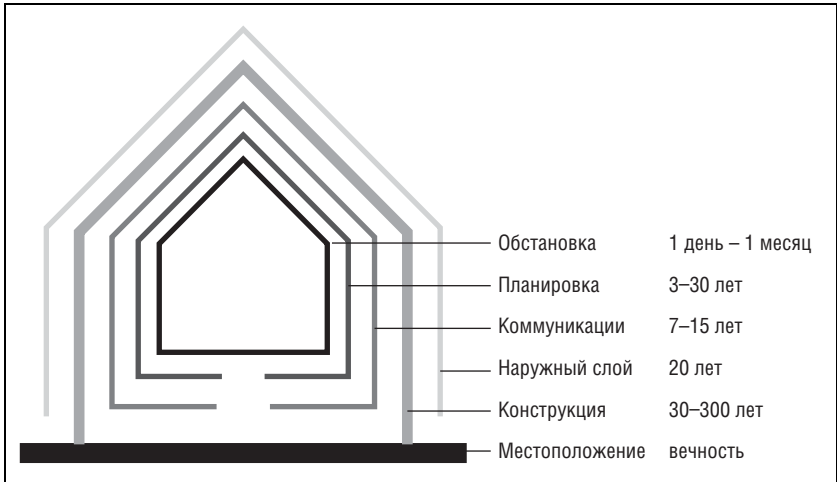 Обстановка 1 день – 1 месяц
Планировка 3–30 лет
Коммуникации 7–15 лет
Наружный слой 20 лет
Конструкция 30–300 лет
Местоположение вечность